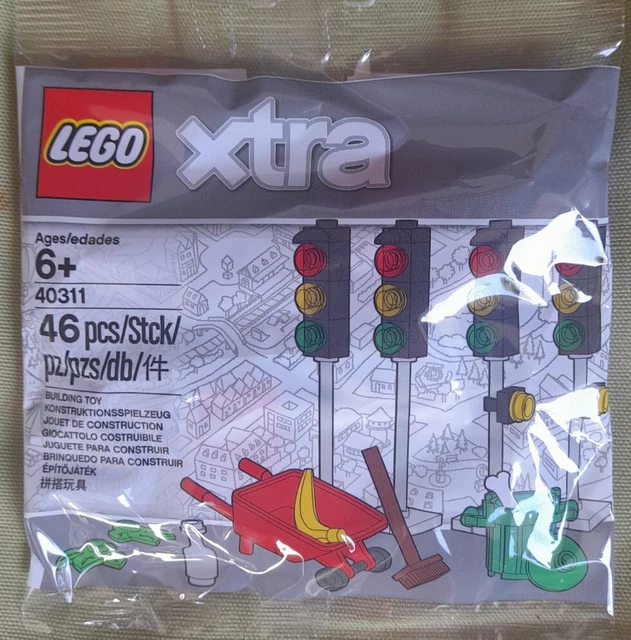 LEGO xtra
Ages/edades
6+
40311
46 pcs/Stck/
pz/pzs/db/件
BUILDING TOY
KONSTRUKTIONSSPIELZEUG
JOUET DE CONSTRUCTION
GIOCATTOLO COSTRUIBILE
JUGUETE PARA CONSTRUIR
BRINQUEDO PARA CONSTRUIR
ÉPÍTŐJÁTÉK
拼搭玩具